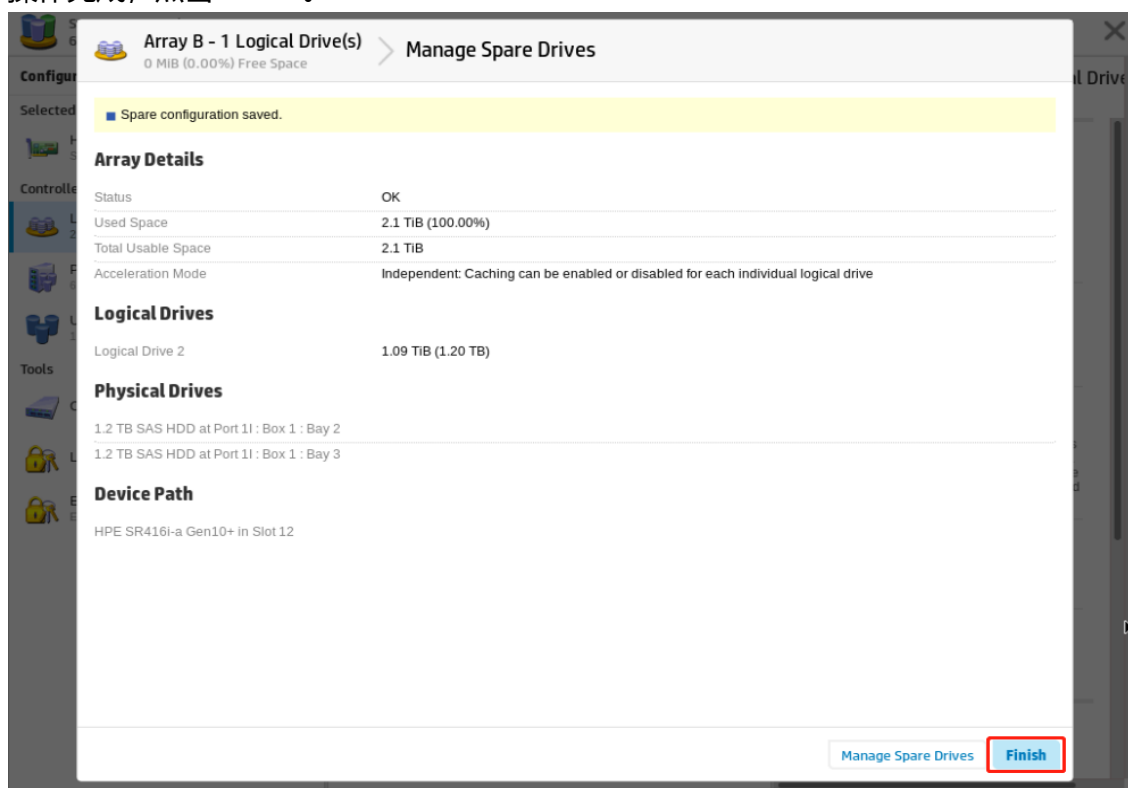 Array B - 1 Logical Drive(s)
0 MiB (0.00%) Free Space
Manage Spare Drives
Configur
al Drive
Selected
Spare configuration saved.
Array Details
Controlle
Status OK
Used Space 2.1 TiB (100.00%)
Total Usable Space 2.1 TiB
Acceleration Mode Independent: Caching can be enabled or disabled for each individual logical drive
Logical Drives
Logical Drive 2 1.09 TiB (1.20 TB)
Tools
Physical Drives
1.2 TB SAS HDD at Port 1I : Box 1 : Bay 2
1.2 TB SAS HDD at Port 1I : Box 1 : Bay 3
Device Path
HPE SR416i-a Gen10+ in Slot 12
Manage Spare Drives
Finish